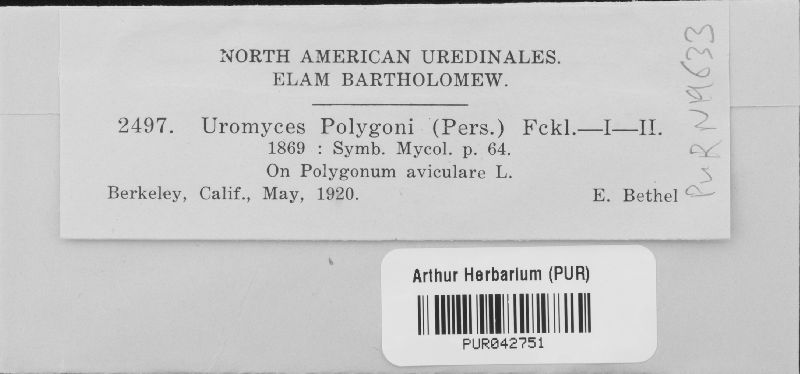 NORTH AMERICAN UREDINALES.
ELAM BARTHOLOMEW.
2497. Uromyces Polygoni (Pers.) Fckl.—I—II.
1869 : Symb. Mycol. p. 64.
On Polygonum aviculare L.
Berkeley, Calif., May, 1920. E. Bethel
PUR N19633
Arthur Herbarium (PUR)
PUR042751